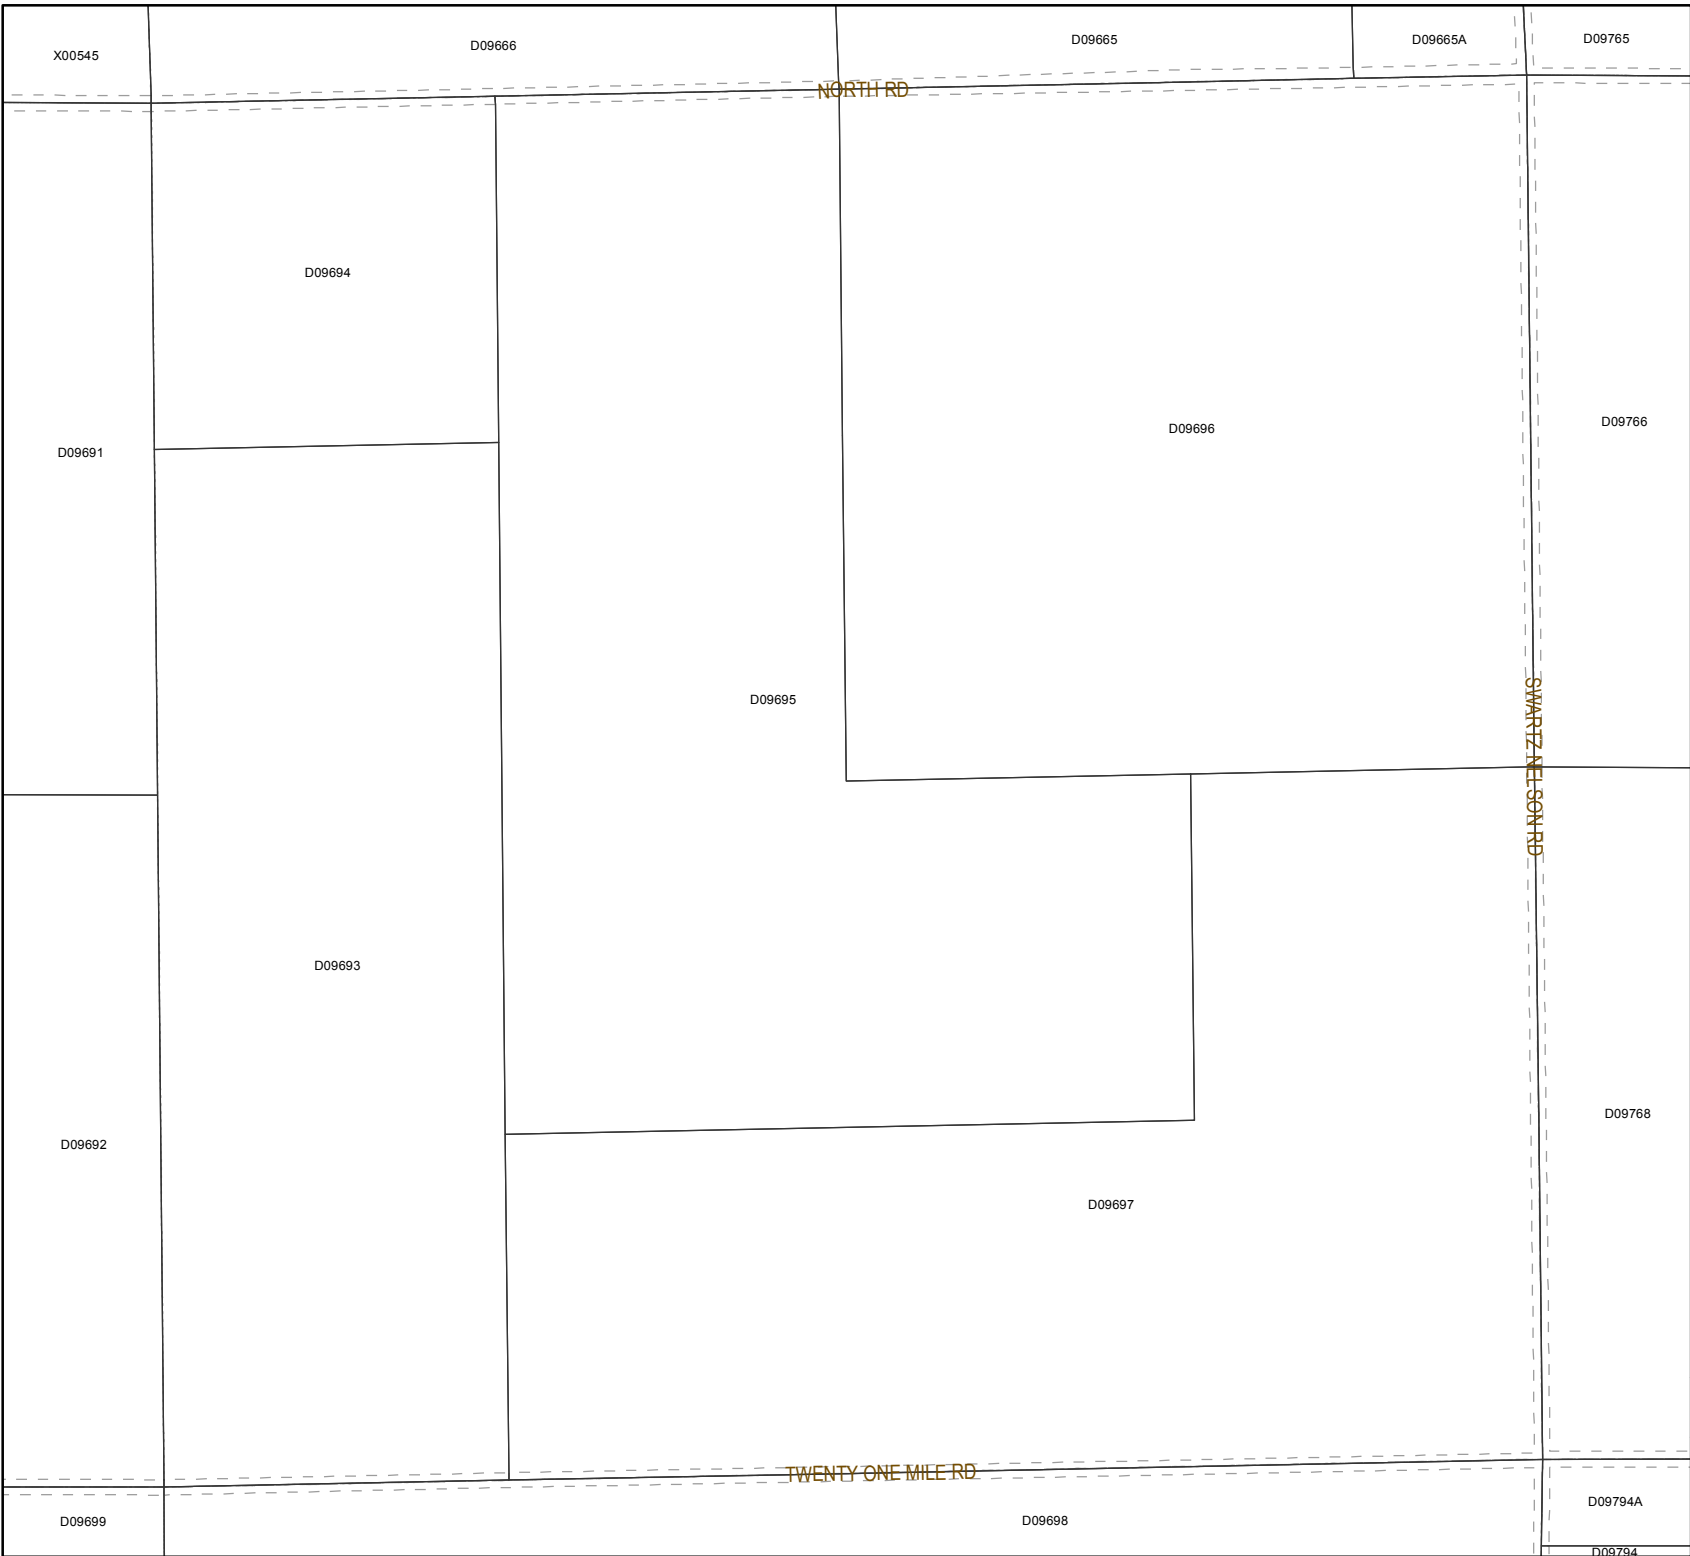 X00545
D09666
D09665
D09665A
D09765
NORTH RD
D09694
D09691
D09696
D09766
D09695
SWARTZ NELSON RD
D09693
D09692
D09768
D09697
TWENTY ONE MILE RD
D09699
D09698
D09794A
D09794